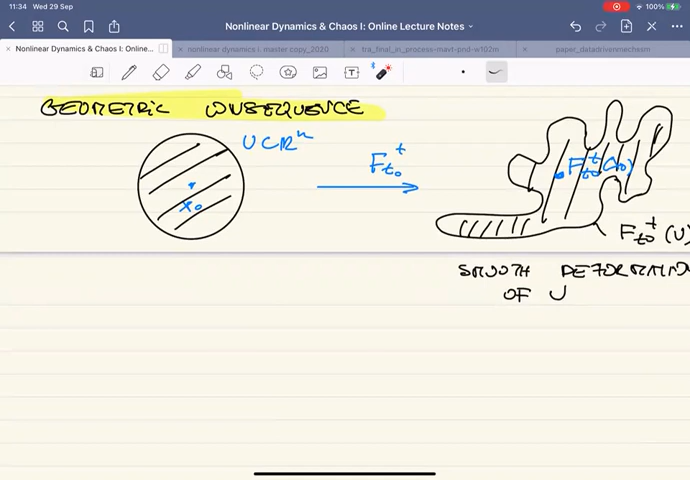 11:34 Wed 29 Sep
100%
Nonlinear Dynamics & Chaos I: Online Lecture Notes
Nonlinear Dynamics & Chaos I: Online...
nonlinear dynamics i. master copy_2020
tra_final_in_process-mavt-pnd-w102m
paper_datadrivenmechssm
GEOMETRIC CONSEQUENCE
U⊂ℝⁿ
F_{t₀}^t
x₀
F_{t₀}^t(x₀)
F_{t₀}^t(U)
SMOOTH DEFORMATION
OF U